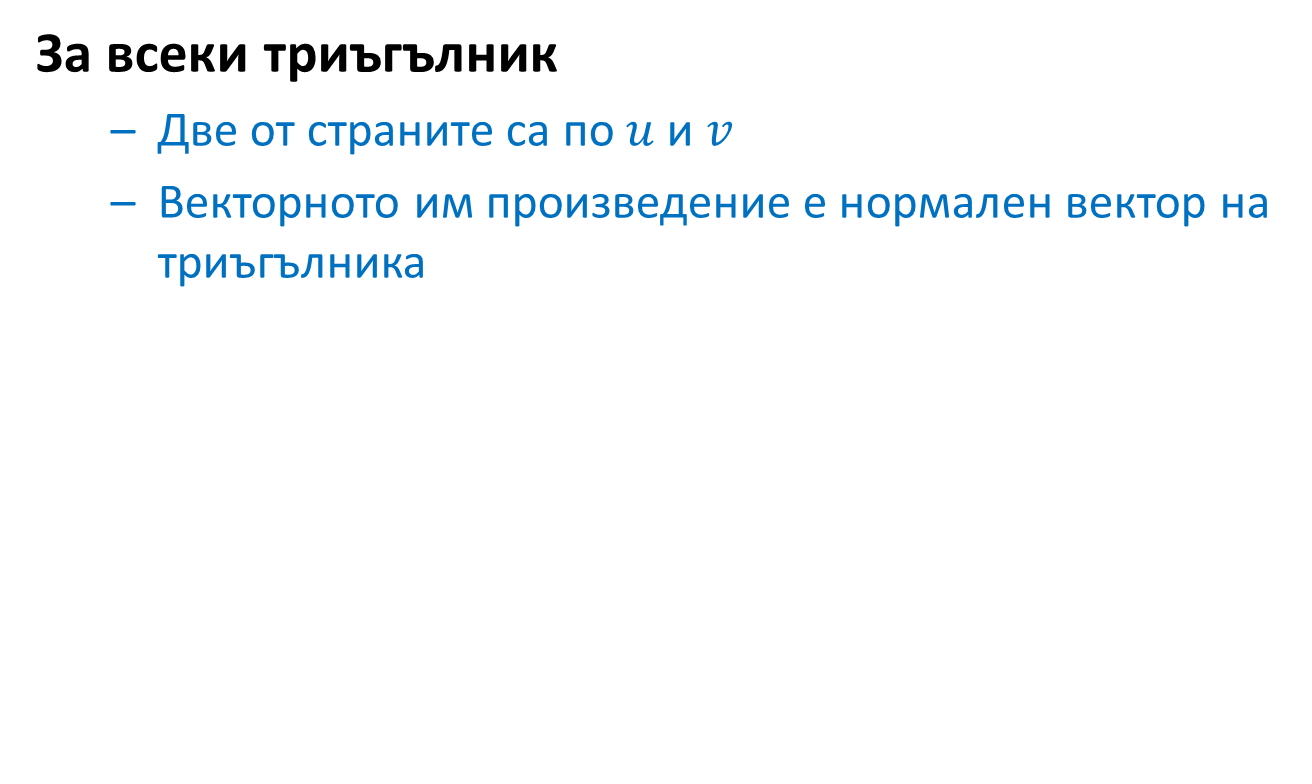 За всеки триъгълник
– Две от страните са по 𝑢 и 𝑣
– Векторното им произведение е нормален вектор на
триъгълника